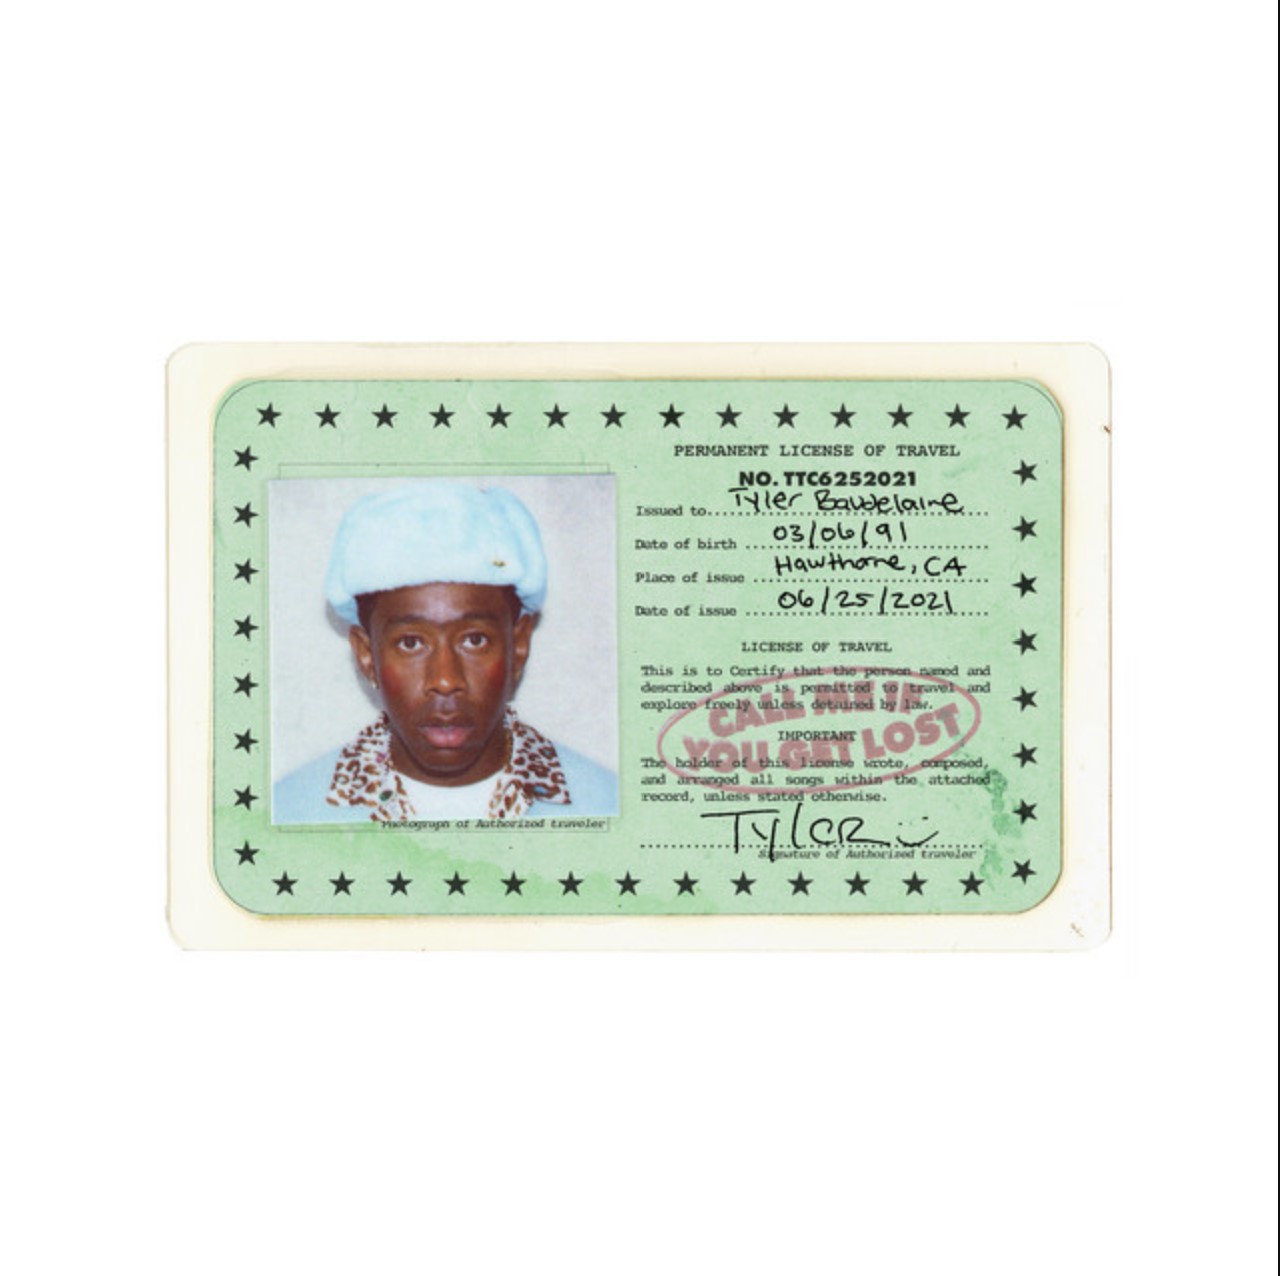 PERMANENT LICENSE OF TRAVEL
NO. TTC6252021
Issued to Tyler Baudelaire
Date of birth 03/06/91
Place of issue Hawthorne, CA
Date of issue 06/25/2021
LICENSE OF TRAVEL
This is to Certify that the person named and
described above is permitted to travel and
explore freely unless detained by law.
CALL ME IF
YOU GET LOST
IMPORTANT
The holder of this license wrote, composed,
and arranged all songs within the attached
record, unless stated otherwise.
TyLeR
Signature of Authorized traveler
Photograph of Authorized traveler